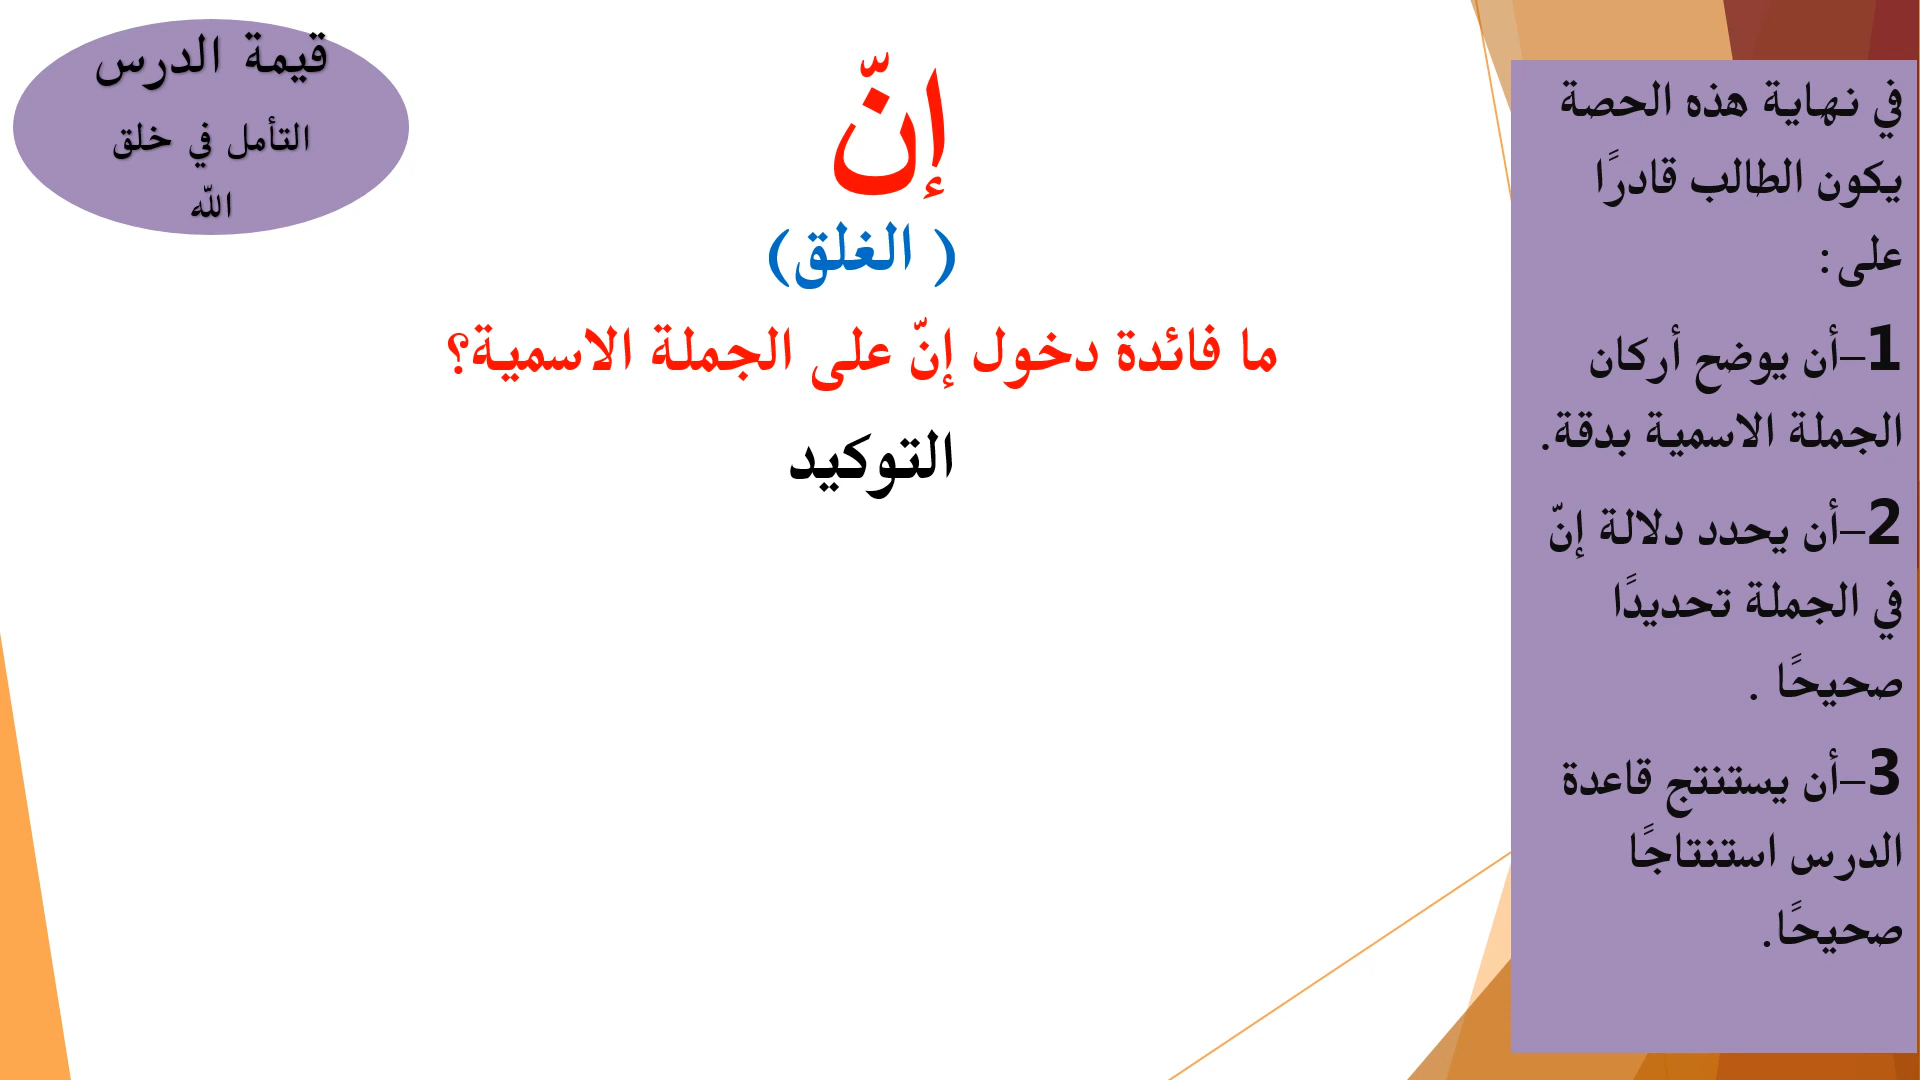 في نهاية هذه الحصة
يكون الطالب قادرًا
على:
1–أن يوضح أركان
الجملة الاسمية بدقة.
2–أن يحدد دلالة إنّ
في الجملة تحديدًا
صحيحًا .
3–أن يستنتج قاعدة
الدرس استنتاجًا
صحيحًا.
إنّ
( الغلق)
ما فائدة دخول إنّ على الجملة الاسمية؟
التوكيد
قيمة الدرس
التأمل في خلق
الله